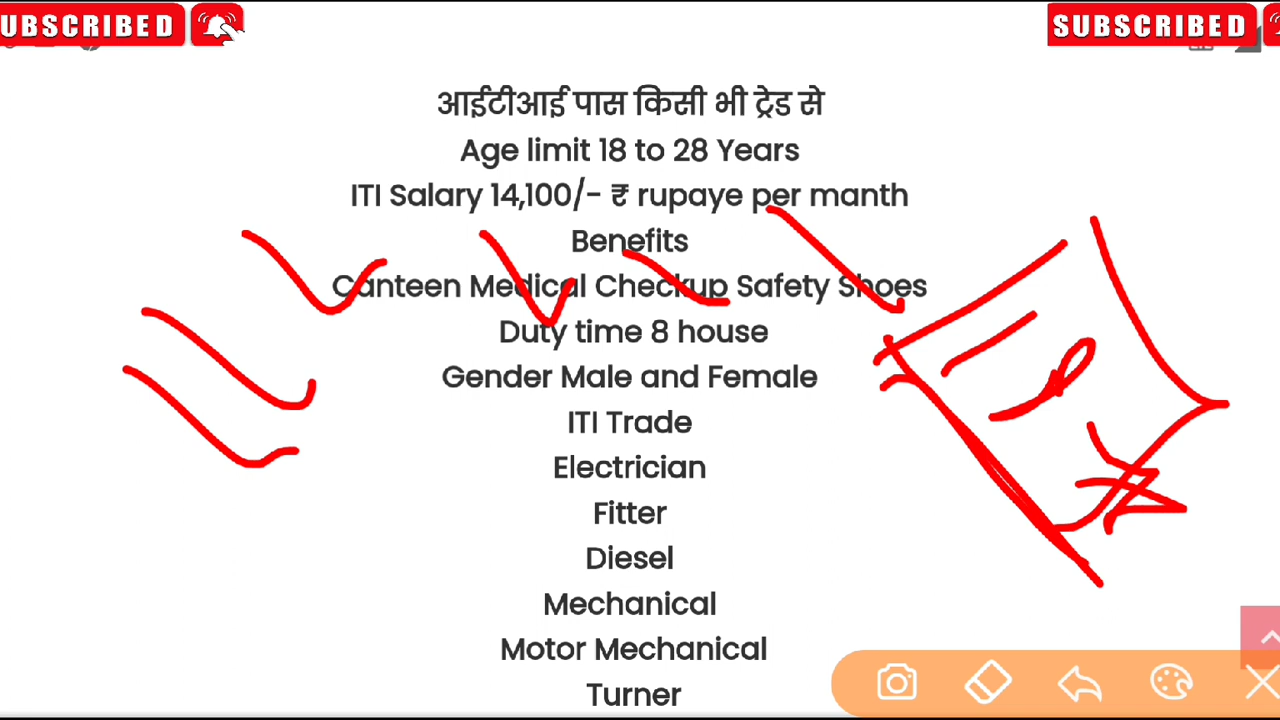 UBSCRIBED
SUBSCRIBED
आईटीआई पास किसी भी ट्रेड से
Age limit 18 to 28 Years
ITI Salary 14,100/- ₹ rupaye per manth
Benefits
Canteen Medical Checkup Safety Shoes
Duty time 8 house
Gender Male and Female
ITI Trade
Electrician
Fitter
Diesel
Mechanical
Motor Mechanical
Turner